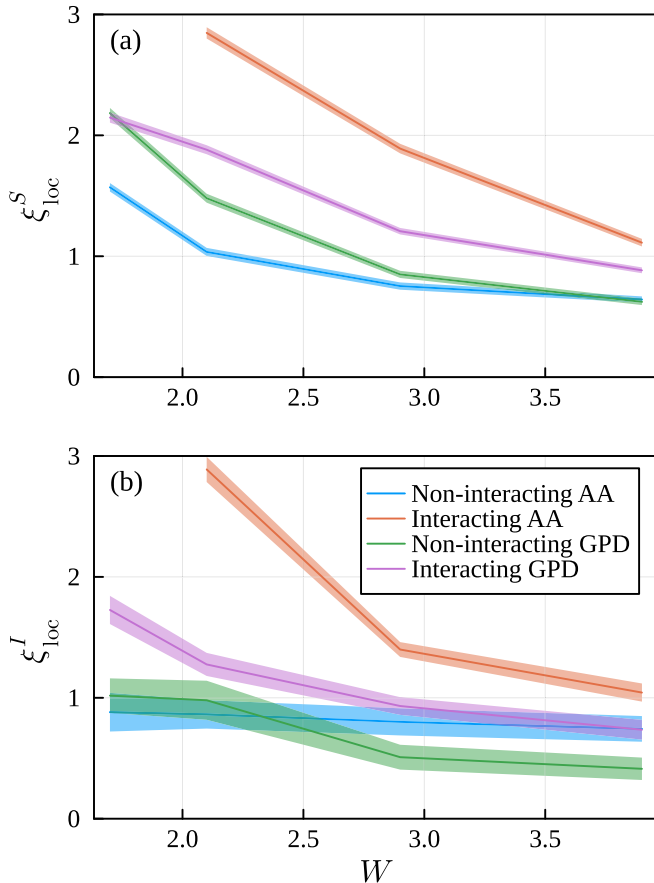 (a)
3
2
1
0
ξ^S_loc
2.0 2.5 3.0 3.5
(b)
3
2
1
0
ξ^I_loc
Non-interacting AA
Interacting AA
Non-interacting GPD
Interacting GPD
2.0 2.5 3.0 3.5
W